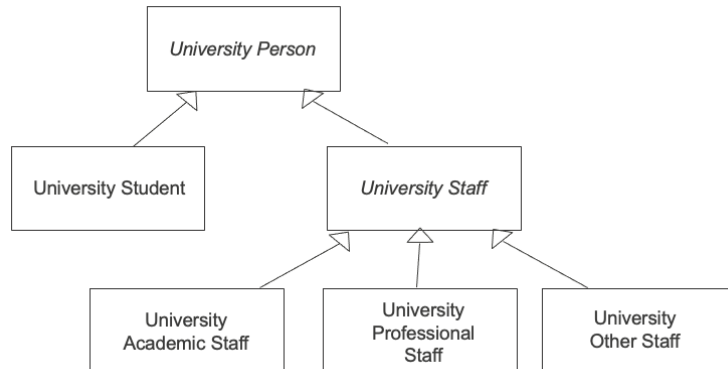 University Person
University Student
University Staff
University
Academic Staff
University
Professional
Staff
University
Other Staff